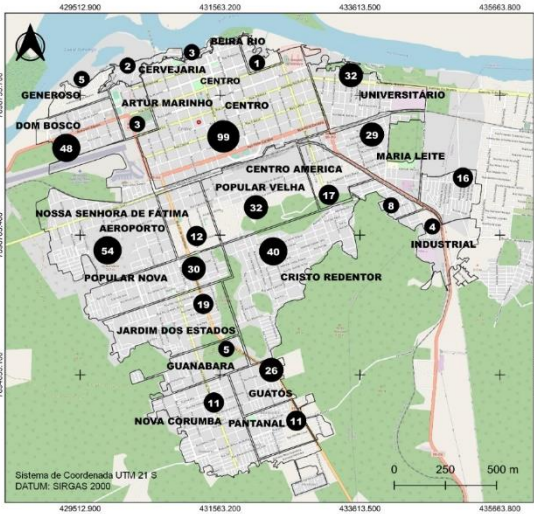 429512.900 431563.200 433613.500 435663.800
BEIRA RIO
3
1
2
CERVEJARIA
5
CENTRO
32
GENEROSO
UNIVERSITÁRIO
ARTUR MARINHO
CENTRO
DOM BOSCO
3
99
29
48
MARIA LEITE
CENTRO AMERICA
16
POPULAR VELHA
17
NOSSA SENHORA DE FÁTIMA
32
8
AEROPORTO
12
4
INDUSTRIAL
54
40
30
POPULAR NOVA
CRISTO REDENTOR
19
JARDIM DOS ESTADOS
5
GUANABARA
26
GUATÓS
11
NOVA CORUMBA
PANTANAL
11
Sistema de Coordenada UTM 21 S
DATUM: SIRGAS 2000
0 250 500 m
429512.900 431563.200 433613.500 435663.800